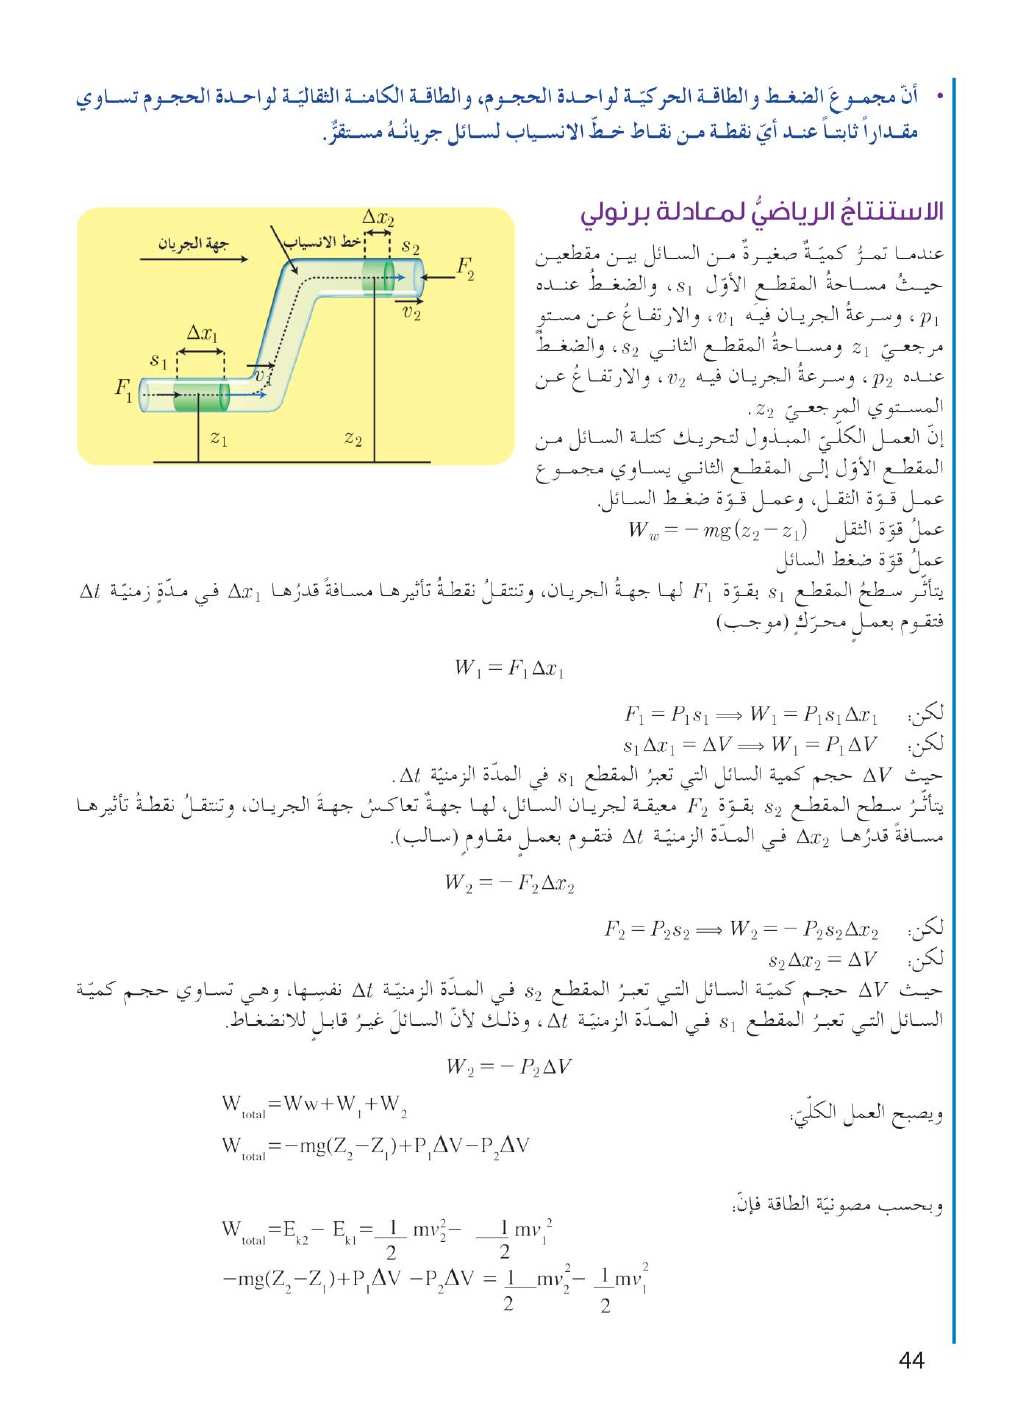 • أنّ مجموعَ الضغط والطاقة الحركيّة لواحدة الحجوم، والطاقة الكامنة الثقاليّة لواحدة الحجوم تساوي
مقداراً ثابتاً عند أيّ نقطة من نقاط خطّ الانسياب لسائل جريانُهُ مستقرٌّ.
الاستنتاجُ الرياضيُّ لمعادلة برنولي
عندما تمرُّ كميّةٌ صغيرةٌ من السائل بين مقطعين
حيثُ مساحةُ المقطع الأوّل s₁، والضغطُ عنده
p₁، وسرعةُ الجريان فيه v₁، والارتفاعُ عن مستوٍ
مرجعيّ z₁ ومساحةُ المقطع الثاني s₂، والضغطُ
عنده p₂، وسرعةُ الجريان فيه v₂، والارتفاعُ عن
المستوي المرجعيّ z₂.
إنّ العمل الكلّيّ المبذول لتحريك كتلة السائل من
المقطع الأوّل إلى المقطع الثاني يساوي مجموع
عمل قوّة الثقل، وعمل قوّة ضغط السائل.
جهة الجريان
خط الانسياب
Δx₂
s₂
F₂
v₂
Δx₁
s₁
F₁
v₁
z₁
z₂
عملُ قوّة الثقل W_w = − mg(z₂ − z₁)
عملُ قوّة ضغط السائل
يتأثّر سطحُ المقطع s₁ بقوّة F₁ لها جهةُ الجريان، وتنتقلُ نقطةُ تأثيرها مسافةً قدرُها Δx₁ في مدّةٍ زمنيّة Δt
فتقوم بعملٍ محرّكٍ (موجب)
W₁ = F₁Δx₁
لكن: F₁ = P₁s₁ ⟹ W₁ = P₁s₁Δx₁
لكن: s₁Δx₁ = ΔV ⟹ W₁ = P₁ΔV
حيث ΔV حجم كمية السائل التي تعبرُ المقطع s₁ في المدّة الزمنيّة Δt.
يتأثّرُ سطح المقطع s₂ بقوّة F₂ معيقة لجريان السائل، لها جهةٌ تعاكسُ جهةَ الجريان، وتنتقلُ نقطةُ تأثيرها
مسافةً قدرُها Δx₂ في المدّة الزمنيّة Δt فتقوم بعملٍ مقاومٍ (سالب).
W₂ = − F₂Δx₂
لكن: F₂ = P₂s₂ ⟹ W₂ = − P₂s₂Δx₂
لكن: s₂Δx₂ = ΔV
حيث ΔV حجم كميّة السائل التي تعبرُ المقطع s₂ في المدّة الزمنيّة Δt نفسِها، وهي تساوي حجم كميّة
السائل التي تعبرُ المقطع s₁ في المدّة الزمنيّة Δt، وذلك لأنّ السائلَ غيرُ قابلٍ للانضغاط.
W₂ = − P₂ΔV
ويصبح العمل الكلّيّ: W_total=Ww+W₁+W₂
W_total=−mg(Z₂−Z₁)+P₁ΔV−P₂ΔV
وبحسب مصونيّة الطاقة فإنّ:
W_total=E_k2− E_k1= 1/2 mv₂²− 1/2 mv₁²
−mg(Z₂−Z₁)+P₁ΔV −P₂ΔV = 1/2 mv₂²− 1/2 mv₁²
44